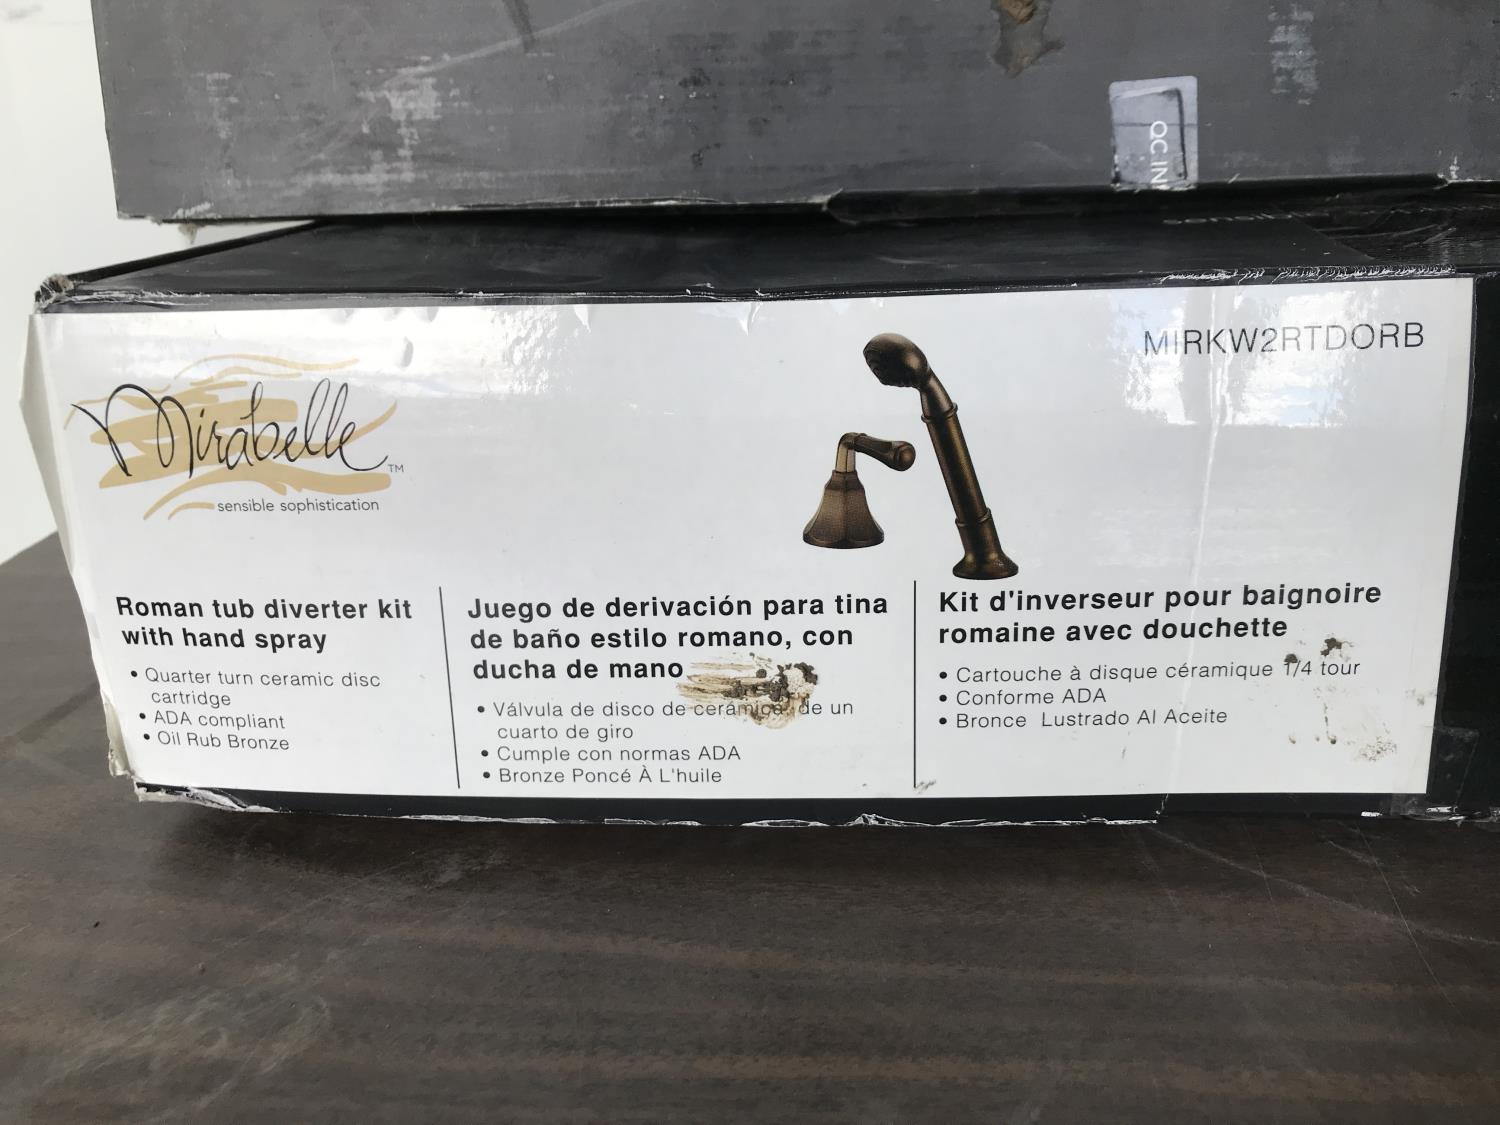 QC IN
MIRKW2RTDORB
Mirabelle TM
sensible sophistication
Roman tub diverter kit
with hand spray
• Quarter turn ceramic disc
cartridge
• ADA compliant
• Oil Rub Bronze
Juego de derivación para tina
de baño estilo romano, con
ducha de mano
• Válvula de disco de cerámica, de un
cuarto de giro
• Cumple con normas ADA
• Bronze Poncé À L'huile
Kit d'inverseur pour baignoire
romaine avec douchette
• Cartouche à disque céramique 1/4 tour
• Conforme ADA
• Bronce Lustrado Al Aceite